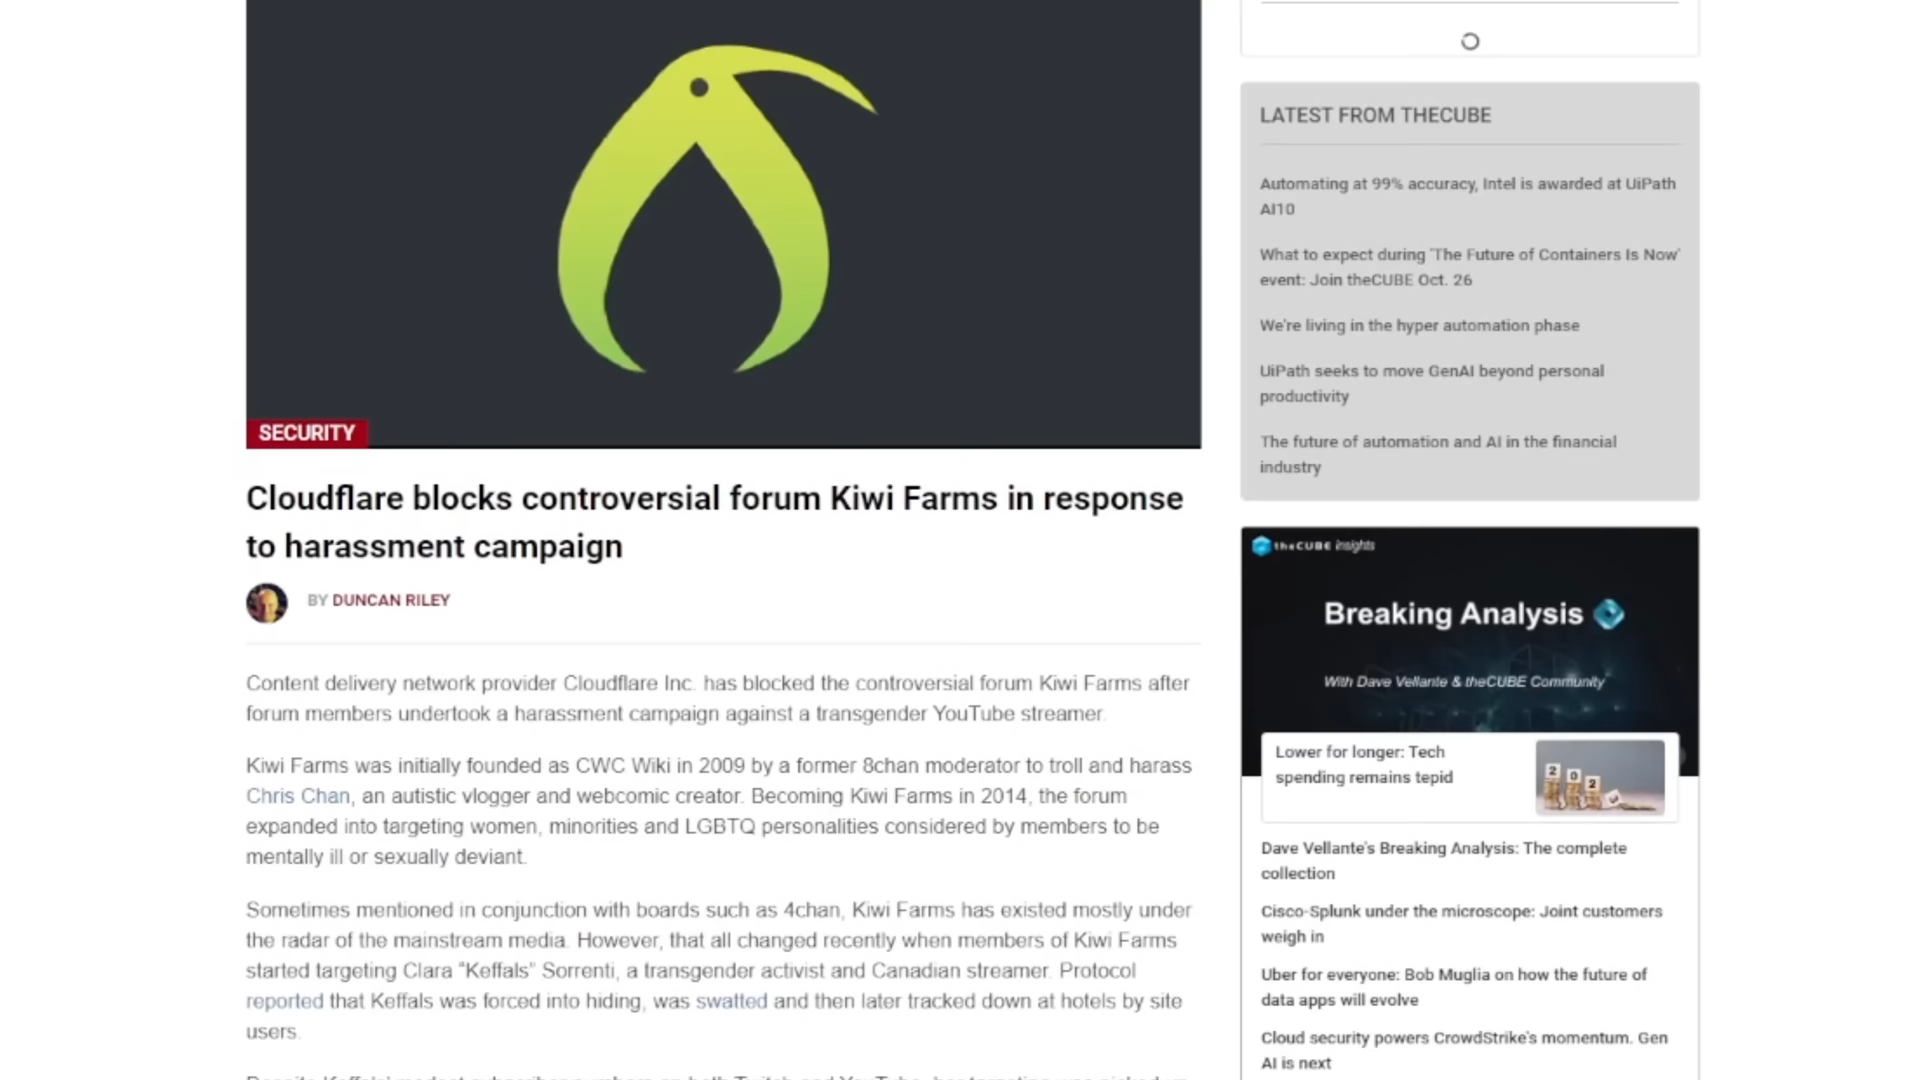 SECURITY
Cloudflare blocks controversial forum Kiwi Farms in response
to harassment campaign
BY DUNCAN RILEY
Content delivery network provider Cloudflare Inc. has blocked the controversial forum Kiwi Farms after
forum members undertook a harassment campaign against a transgender YouTube streamer.
Kiwi Farms was initially founded as CWC Wiki in 2009 by a former 8chan moderator to troll and harass
Chris Chan, an autistic vlogger and webcomic creator. Becoming Kiwi Farms in 2014, the forum
expanded into targeting women, minorities and LGBTQ personalities considered by members to be
mentally ill or sexually deviant.
Sometimes mentioned in conjunction with boards such as 4chan, Kiwi Farms has existed mostly under
the radar of the mainstream media. However, that all changed recently when members of Kiwi Farms
started targeting Clara "Keffals" Sorrenti, a transgender activist and Canadian streamer. Protocol
reported that Keffals was forced into hiding, was swatted and then later tracked down at hotels by site
users.
LATEST FROM THECUBE
Automating at 99% accuracy, Intel is awarded at UiPath
AI10
What to expect during 'The Future of Containers Is Now'
event: Join theCUBE Oct. 26
We're living in the hyper automation phase
UiPath seeks to move GenAI beyond personal
productivity
The future of automation and AI in the financial
industry
theCUBE insights
Breaking Analysis
With Dave Vellante & theCUBE Community
Lower for longer: Tech
spending remains tepid
2 0 2 3
Dave Vellante's Breaking Analysis: The complete
collection
Cisco-Splunk under the microscope: Joint customers
weigh in
Uber for everyone: Bob Muglia on how the future of
data apps will evolve
Cloud security powers CrowdStrike's momentum. Gen
AI is next